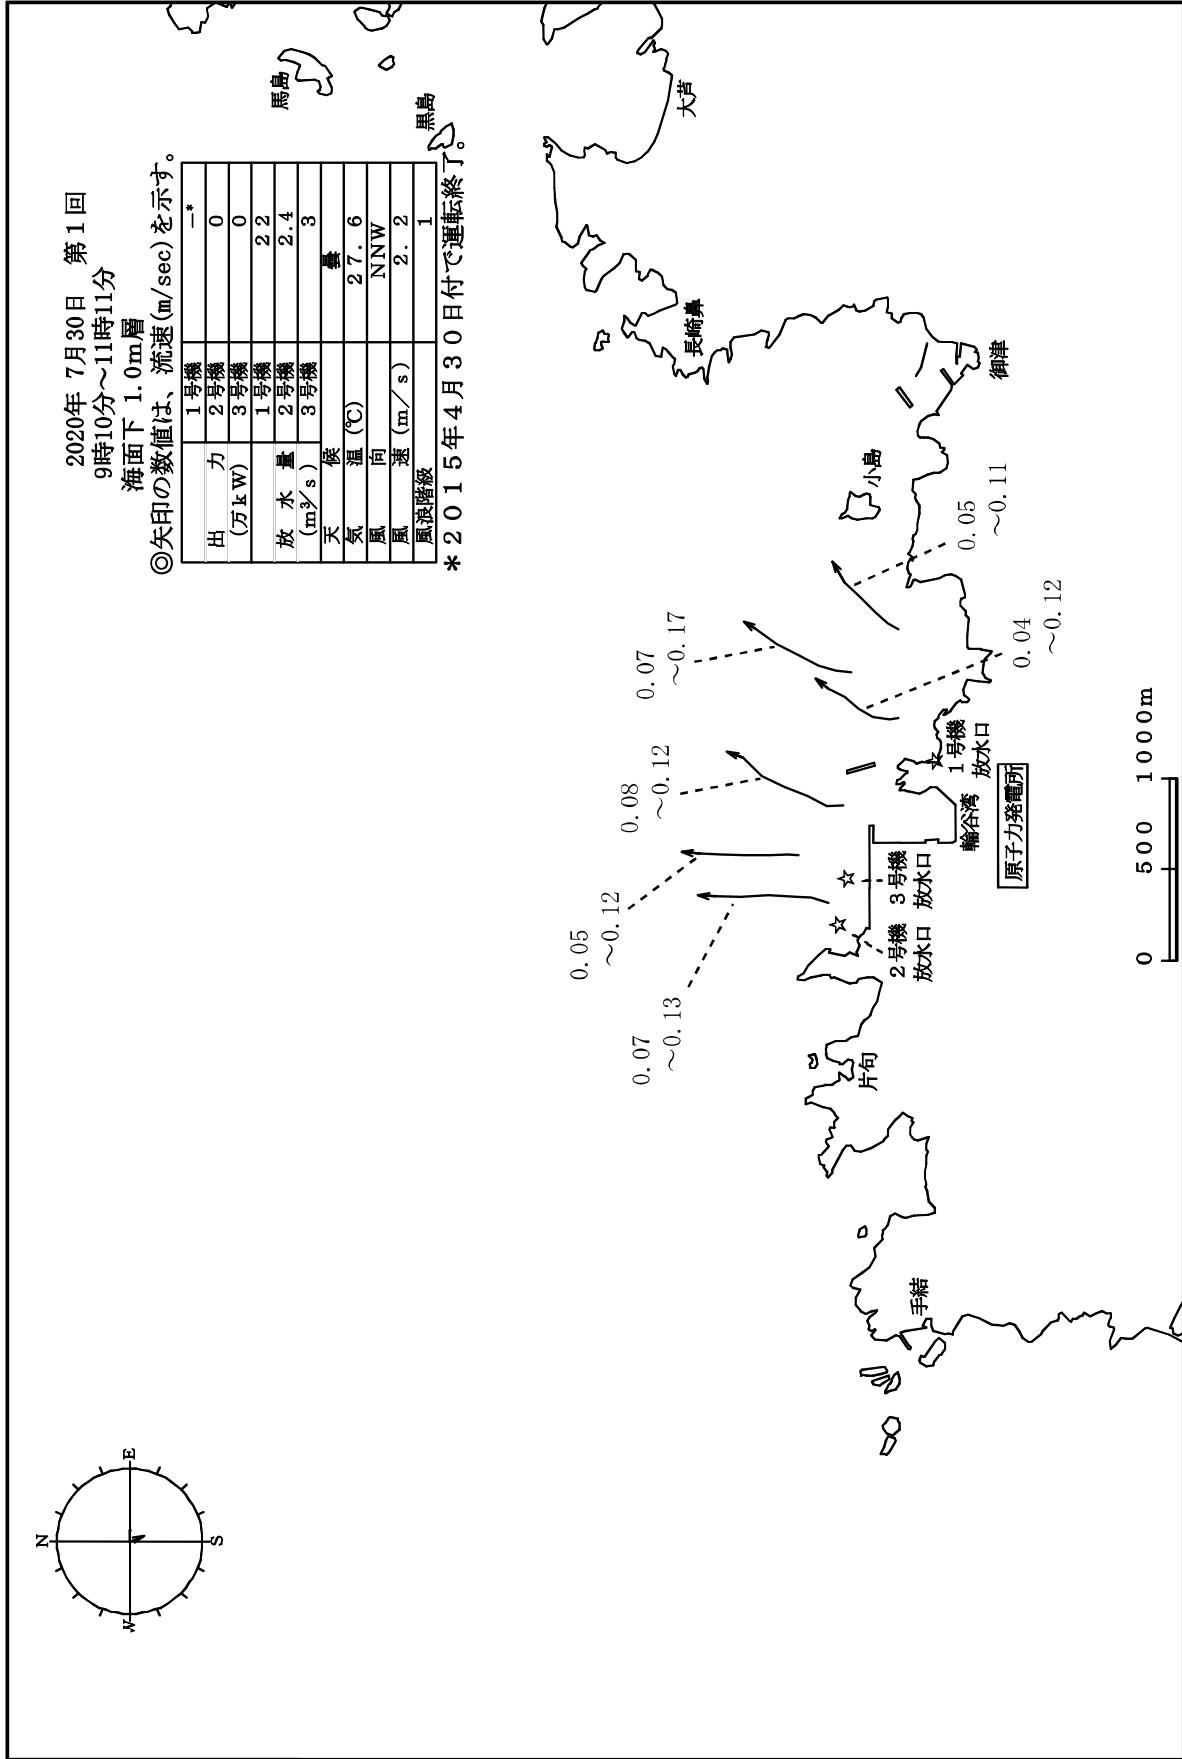 2020年 7月30日 第１回
9時10分～11時11分
海面下 1.0m層
◎矢印の数値は、流速(m/sec)を示す。
出力(万ｋW) １号機 －*
２号機 0
３号機 0
放水量(m³/s) １号機 22
２号機 2.4
３号機 3
天候 曇
気温(℃) 27.6
風向 NNW
風速(m/s) 2.2
風浪階級 1
＊２０１５年４月３０日付で運転終了。
N
W
E
S
馬島
黒島
大芦
長崎鼻
御津
小島
0.05
～0.11
0.07
～0.17
0.04
～0.12
0.08
～0.12
0.05
～0.12
0.07
～0.13
１号機
放水口
輪谷湾
原子力発電所
３号機
放水口
２号機
放水口
片句
手結
0 500 1000m